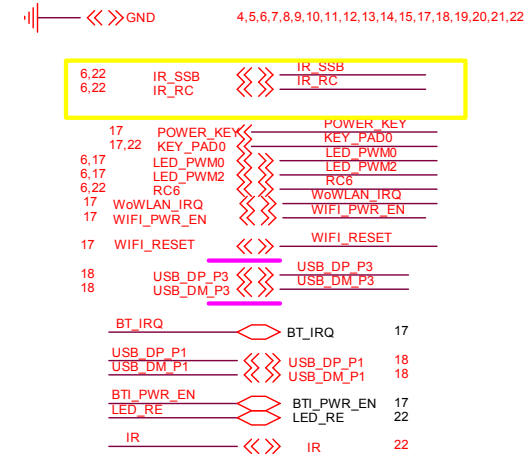 GND 4,5,6,7,8,9,10,11,12,13,14,15,17,18,19,20,21,22
6,22 IR_SSB IR_SSB
6,22 IR_RC IR_RC
17 POWER_KEY POWER_KEY
17,22 KEY_PAD0 KEY_PAD0
6,17 LED_PWM0 LED_PWM0
6,17 LED_PWM2 LED_PWM2
6,22 RC6 RC6
17 WoWLAN_IRQ WoWLAN_IRQ
17 WIFI_PWR_EN WIFI_PWR_EN
17 WIFI_RESET WIFI_RESET
18 USB_DP_P3 USB_DP_P3
18 USB_DM_P3 USB_DM_P3
BT_IRQ BT_IRQ 17
USB_DP_P1 USB_DP_P1 18
USB_DM_P1 USB_DM_P1 18
BTI_PWR_EN BTI_PWR_EN 17
LED_RE LED_RE 22
IR IR 22